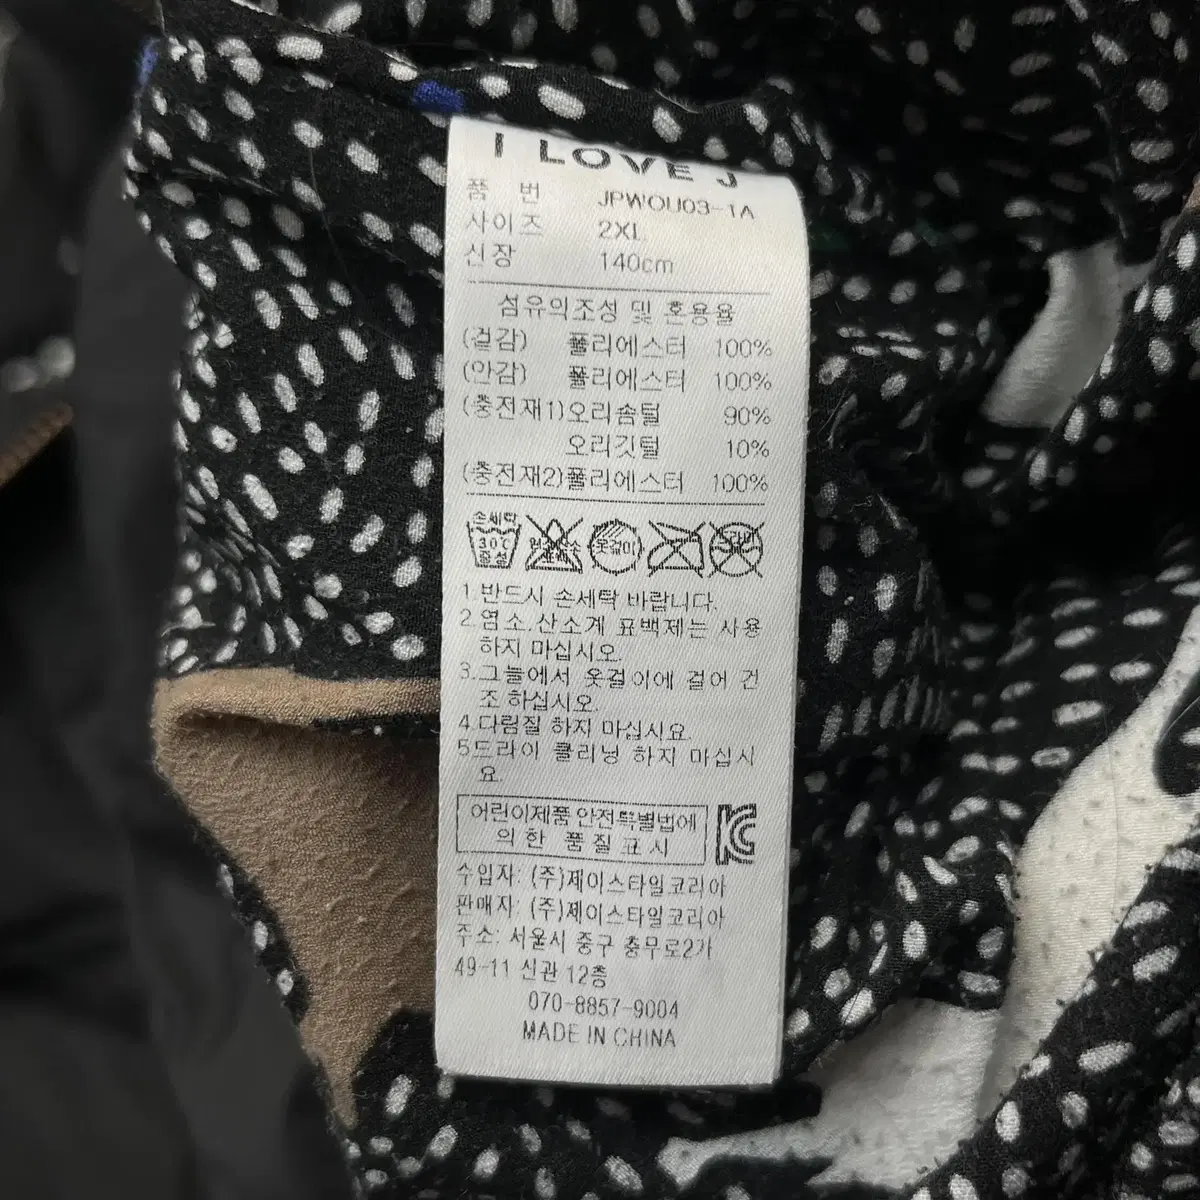 I LOVE J
품 번 JPWOU03-1A
사이즈 2XL
신장 140cm
섬유의조성 및 혼용율
(겉감) 폴리에스터 100%
(안감) 폴리에스터 100%
(충전재1)오리솜털 90%
오리깃털 10%
(충전재2)폴리에스터 100%
손세탁
30℃
중성
옷걸이
드라이
1.반드시 손세탁 바랍니다.
2.염소.산소계 표백제는 사용
하지 마십시오.
3.그늘에서 옷걸이에 걸어 건
조 하십시오.
4.다림질 하지 마십시요.
5드라이 클리닝 하지 마십시
요.
어린이제품 안전특별법에
의한 품질표시
수입자: (주)제이스타일코리아
판매자: (주)제이스타일코리아
주소: 서울시 중구 충무로2가
49-11 신관 12층
070-8857-9004
MADE IN CHINA